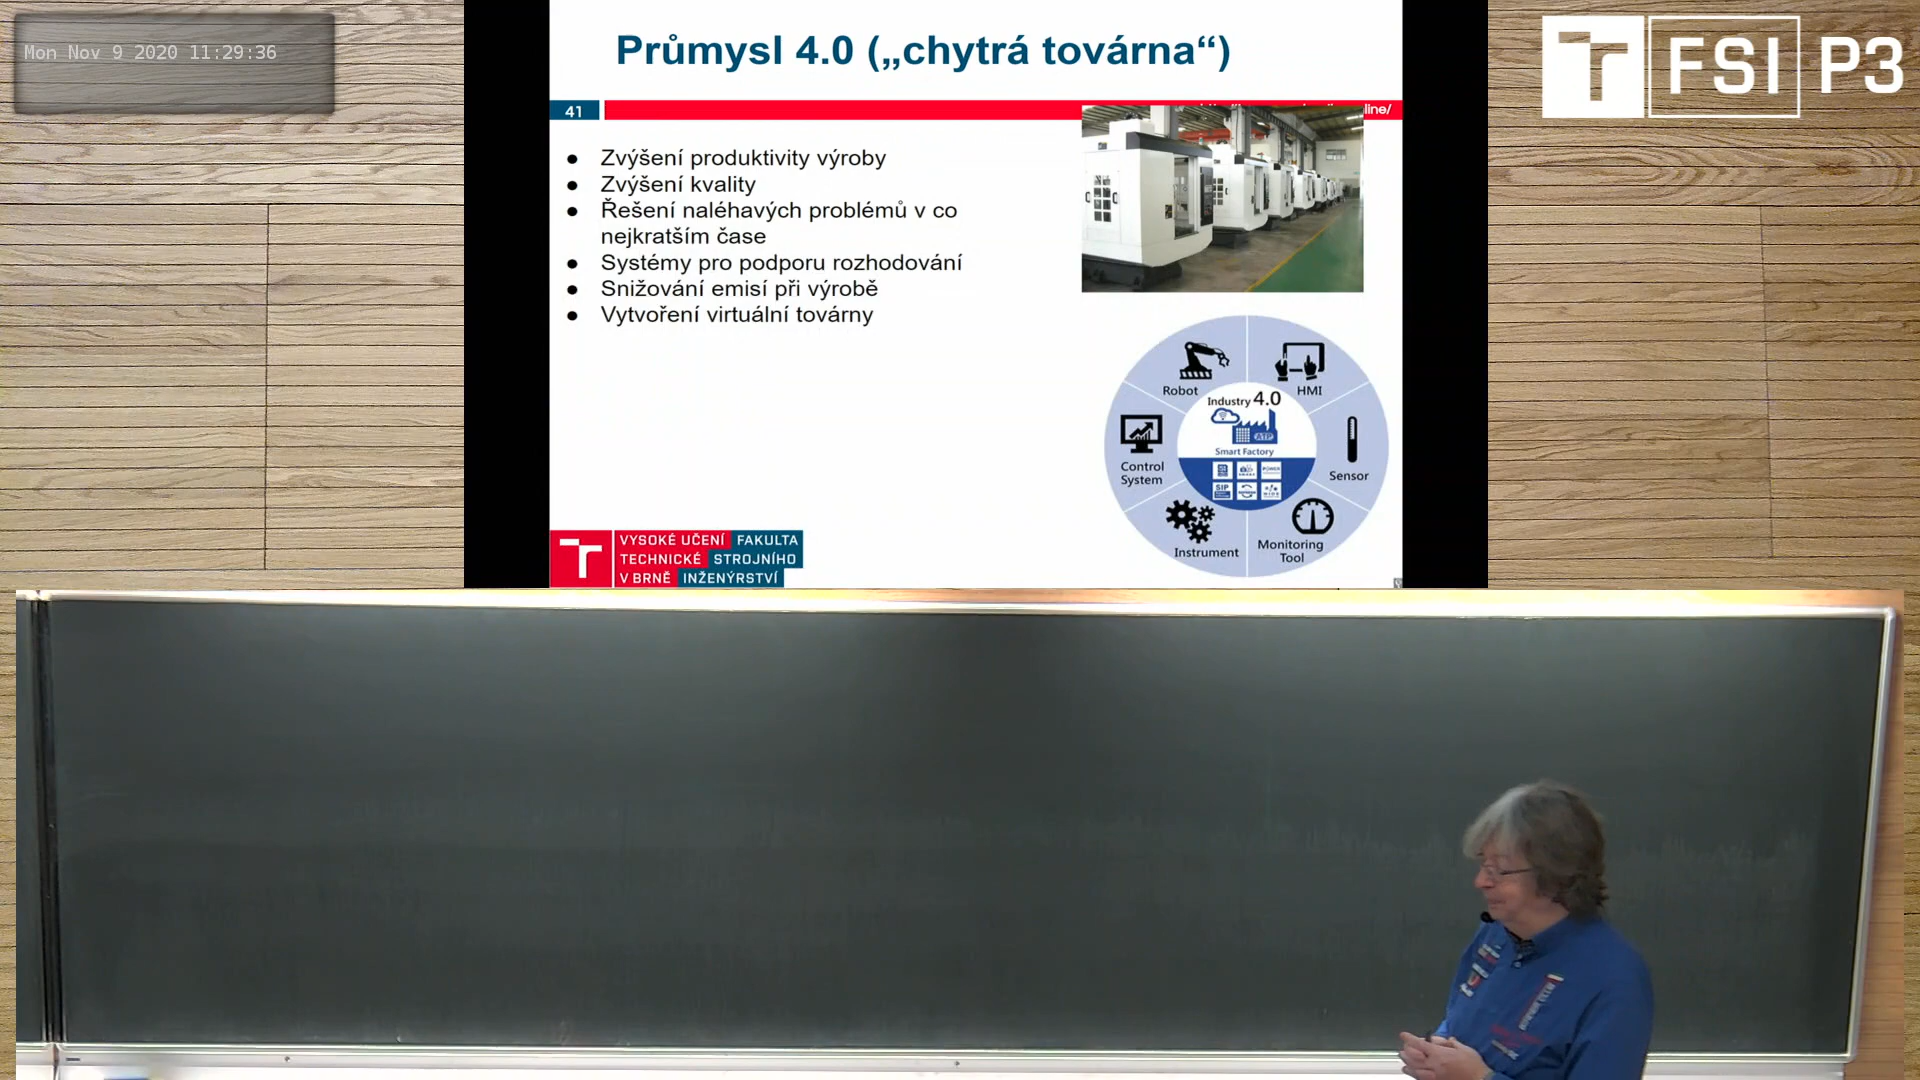 Mon Nov 9 2020 11:29:36
Průmysl 4.0 („chytrá továrna“)
FSI P3
41
line/
● Zvýšení produktivity výroby
● Zvýšení kvality
● Řešení naléhavých problémů v co
nejkratším čase
● Systémy pro podporu rozhodování
● Snižování emisí při výrobě
● Vytvoření virtuální továrny
Robot
HMI
Industry 4.0
ATP
Smart Factory
Control
System
Sensor
SIP
Instrument
Monitoring
Tool
VYSOKÉ UČENÍ FAKULTA
TECHNICKÉ STROJNÍHO
V BRNĚ INŽENÝRSTVÍ